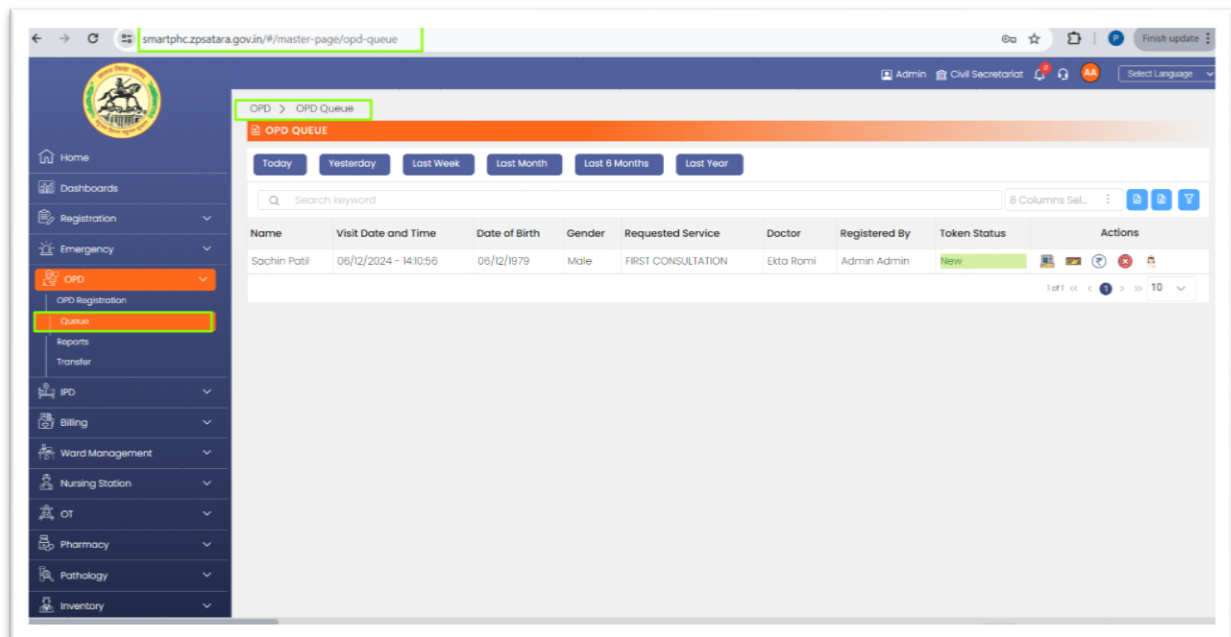 smartphc.zpsatara.gov.in/#/master-page/opd-queue
Finish update
Admin Civil Secretariat AA Select Language
OPD > OPD Queue
OPD QUEUE
Today Yesterday Last Week Last Month Last 6 Months Last Year
Search keyword 8 Columns Sel...
Name Visit Date and Time Date of Birth Gender Requested Service Doctor Registered By Token Status Actions
Sachin Patil 06/12/2024 - 14:10:56 06/12/1979 Male FIRST CONSULTATION Ekta Rami Admin Admin New
1 of 1 << < 1 > >> 10
Home
Dashboards
Registration
Emergency
OPD
OPD Registration
Queue
Reports
Transfer
IPD
Billing
Ward Management
Nursing Station
OT
Pharmacy
Pathology
Inventory